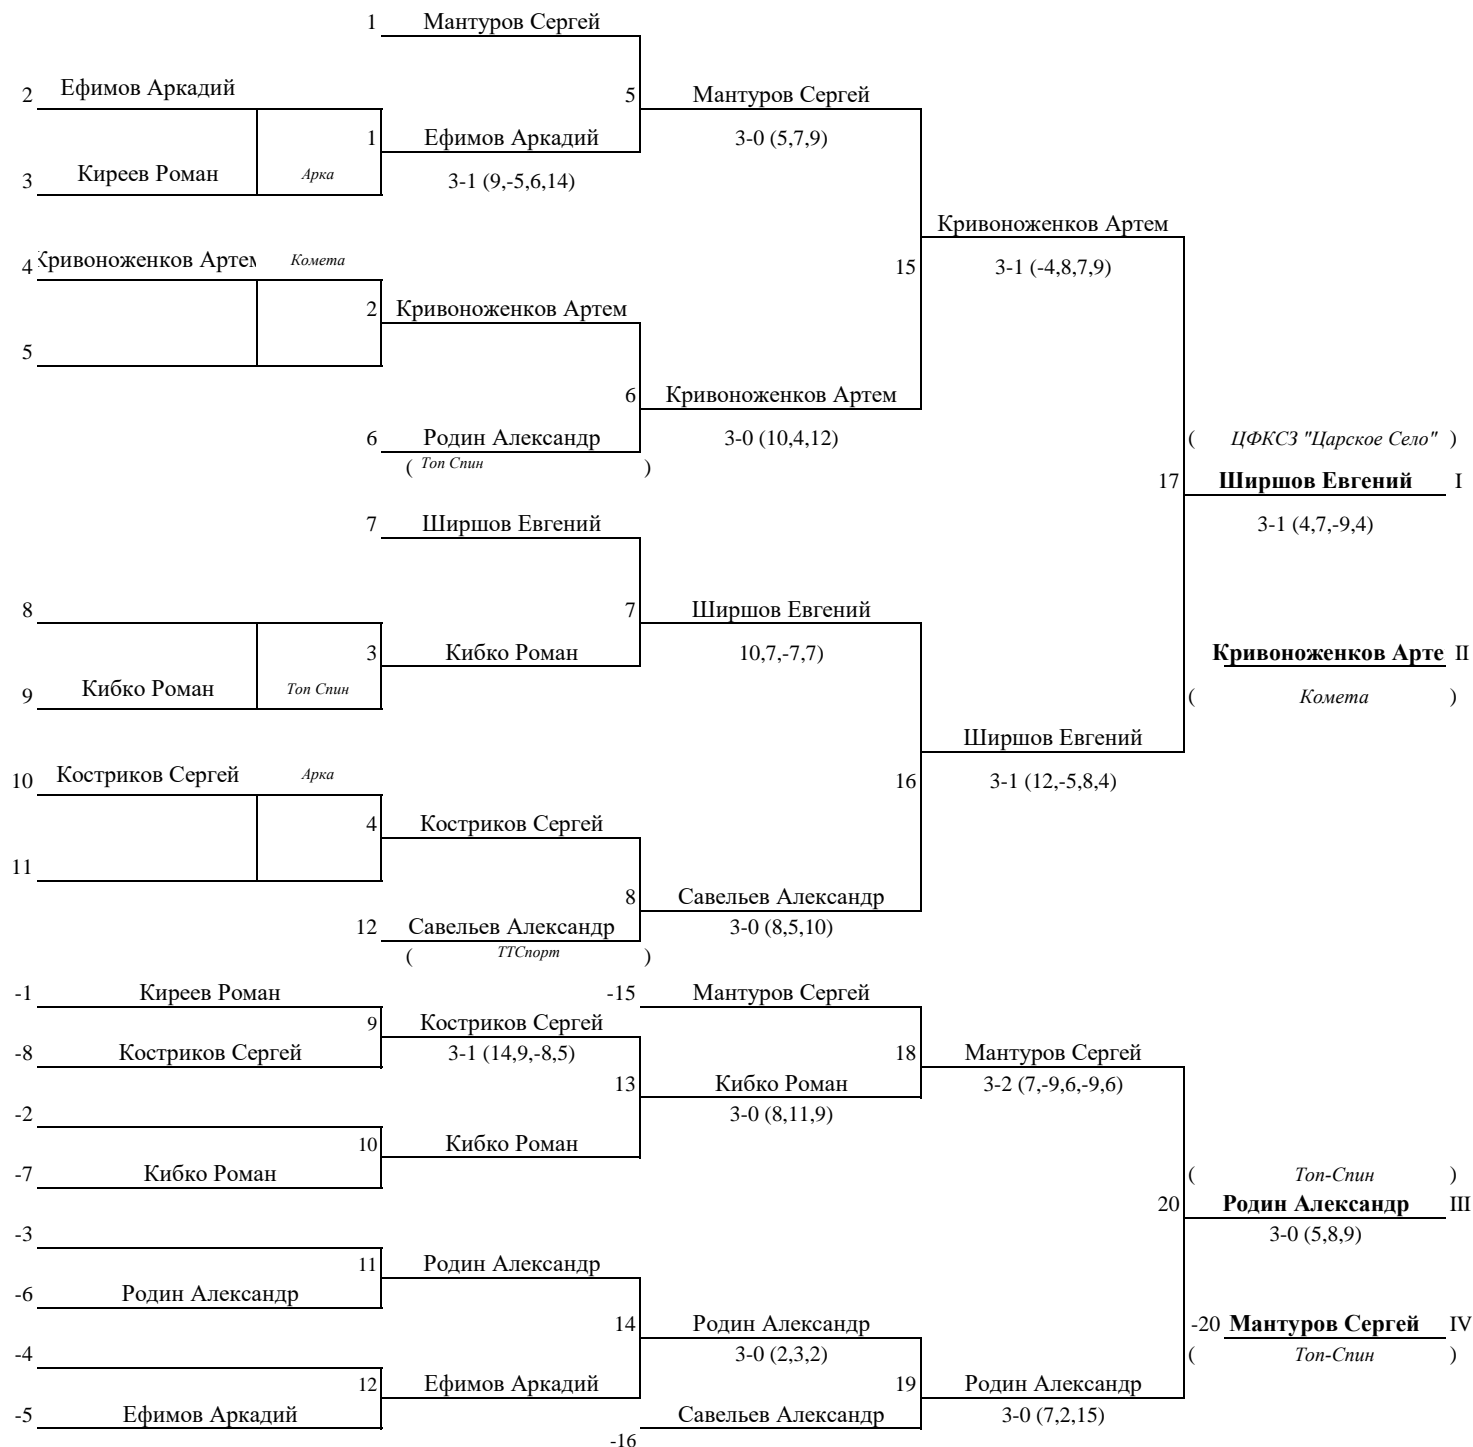 1 Мантуров Сергей
2 Ефимов Аркадий
5 Мантуров Сергей
1 Ефимов Аркадий
3-0 (5,7,9)
3 Киреев Роман Арка
3-1 (9,-5,6,14)
Кривоноженков Артем
4 Кривоноженков Артем Комета
15 3-1 (-4,8,7,9)
2 Кривоноженков Артем
5
6 Кривоноженков Артем
6 Родин Александр
3-0 (10,4,12)
( ЦФКСЗ "Царское Село" )
( Топ Спин )
17 Ширшов Евгений I
7 Ширшов Евгений
3-1 (4,7,-9,4)
8
7 Ширшов Евгений
3 Кибко Роман
10,7,-7,7)
Кривоноженков Арте II
9 Кибко Роман Топ Спин
( Комета )
Ширшов Евгений
10 Костриков Сергей Арка
16 3-1 (12,-5,8,4)
4 Костриков Сергей
11
8 Савельев Александр
12 Савельев Александр
3-0 (8,5,10)
( ТТСпорт )
-1 Киреев Роман
-15 Мантуров Сергей
9 Костриков Сергей
-8 Костриков Сергей
3-1 (14,9,-8,5)
18 Мантуров Сергей
13 Кибко Роман
3-2 (7,-9,6,-9,6)
-2
3-0 (8,11,9)
10 Кибко Роман
-7 Кибко Роман
( Топ-Спин )
20 Родин Александр III
-3
3-0 (5,8,9)
11 Родин Александр
-6 Родин Александр
14 Родин Александр
-20 Мантуров Сергей IV
-4
3-0 (2,3,2)
( Топ-Спин )
12 Ефимов Аркадий
19 Родин Александр
-5 Ефимов Аркадий
Савельев Александр
3-0 (7,2,15)
-16